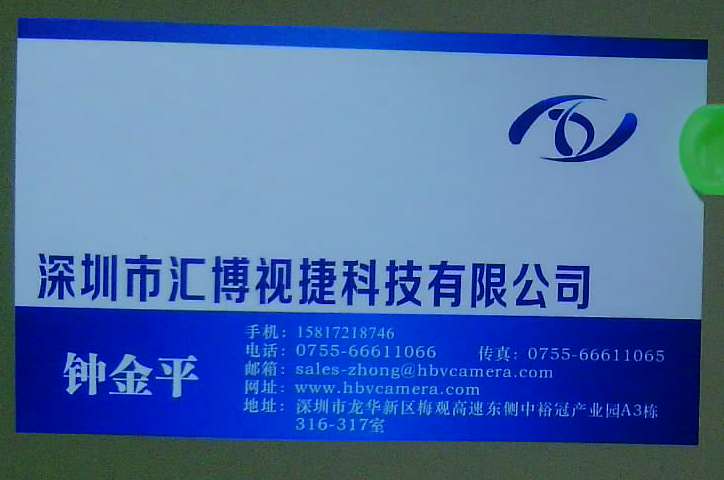 深圳市汇博视捷科技有限公司
钟金平
手机：15817218746
电话：0755-66611066 传真：0755-66611065
邮箱：sales-zhong@hbvcamera.com
网址：www.hbvcamera.com
地址：深圳市龙华新区梅观高速东侧中裕冠产业园A3栋
316-317室